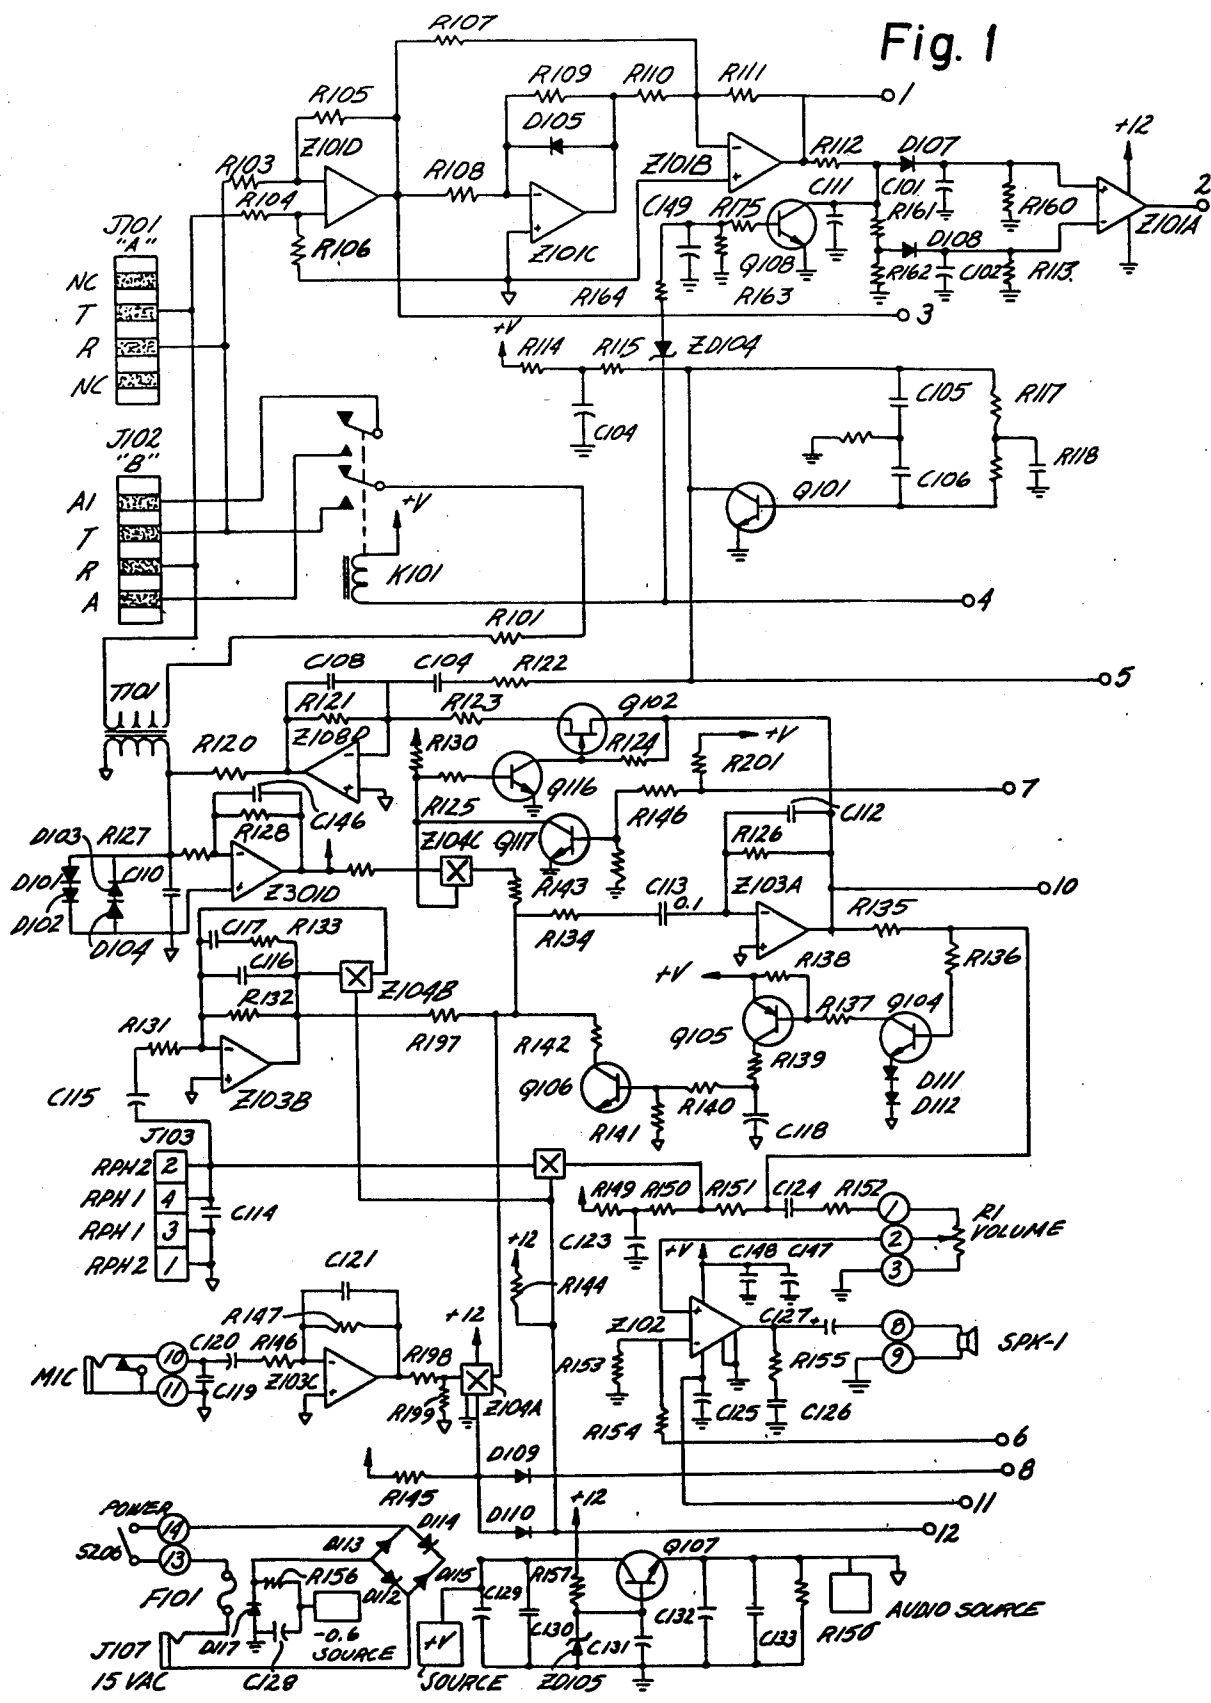 Fig. 1
R107
R109 R110 R111
1
R105
D105
+12
Z101D
Z101B
R112 D107
R103
R108
C111 C101
2
R104
C149 R175
R161
R160
Z101A
J101
"A"
R106
Z101C
Q108
D108
R162 C102 R113
NC
R164
R163
T
3
+V
R114 R115 ZD104
R
NC
C105 R117
C104
J102
"B"
R118
C106
Q101
A1
+V
T
R
K101
A
4
R101
C108 C104 R122
5
T101
R121 R123 Q102
Z108D
+V
R120
R130
R124
R201
Q116
7
C146
R125
R146
C112
D103 R127
R128
Z104C Q117
R126
D101
C110
C113
Z103A
Z301D
R143
0.1
10
D102
D104
C117 R133
R134
R135
C116
R138
R136
+V
Z104B
R132
R137 Q104
R131
R197
R142
Q105
R139
C115
Z103B
Q106
D111
R140
D112
R141
C118
J103
RPH2 2
RPH1 4
RPH1 3
RPH2 1
C114
R149 R150 R151 C124 R152
1
R1
VOLUME
2
C123
+V
C148 C147
3
+12
C121
R144
R147
+12
Z102
C127 +
8
SPK-1
C120 R146
10
R198
R153
R155
9
MIC
Z103C
C119
11
R199
Z104A
C125 C126
R154
6
D109
8
R145
11
D110
+12
12
POWER
14
S206
13
D113 D114
Q107
R156
D115
C129 R157
F101
D112
C132
AUDIO SOURCE
-0.6
SOURCE
+V
C130 C131
C133
R150
J107
D117
15 VAC
C128
SOURCE
ZD105